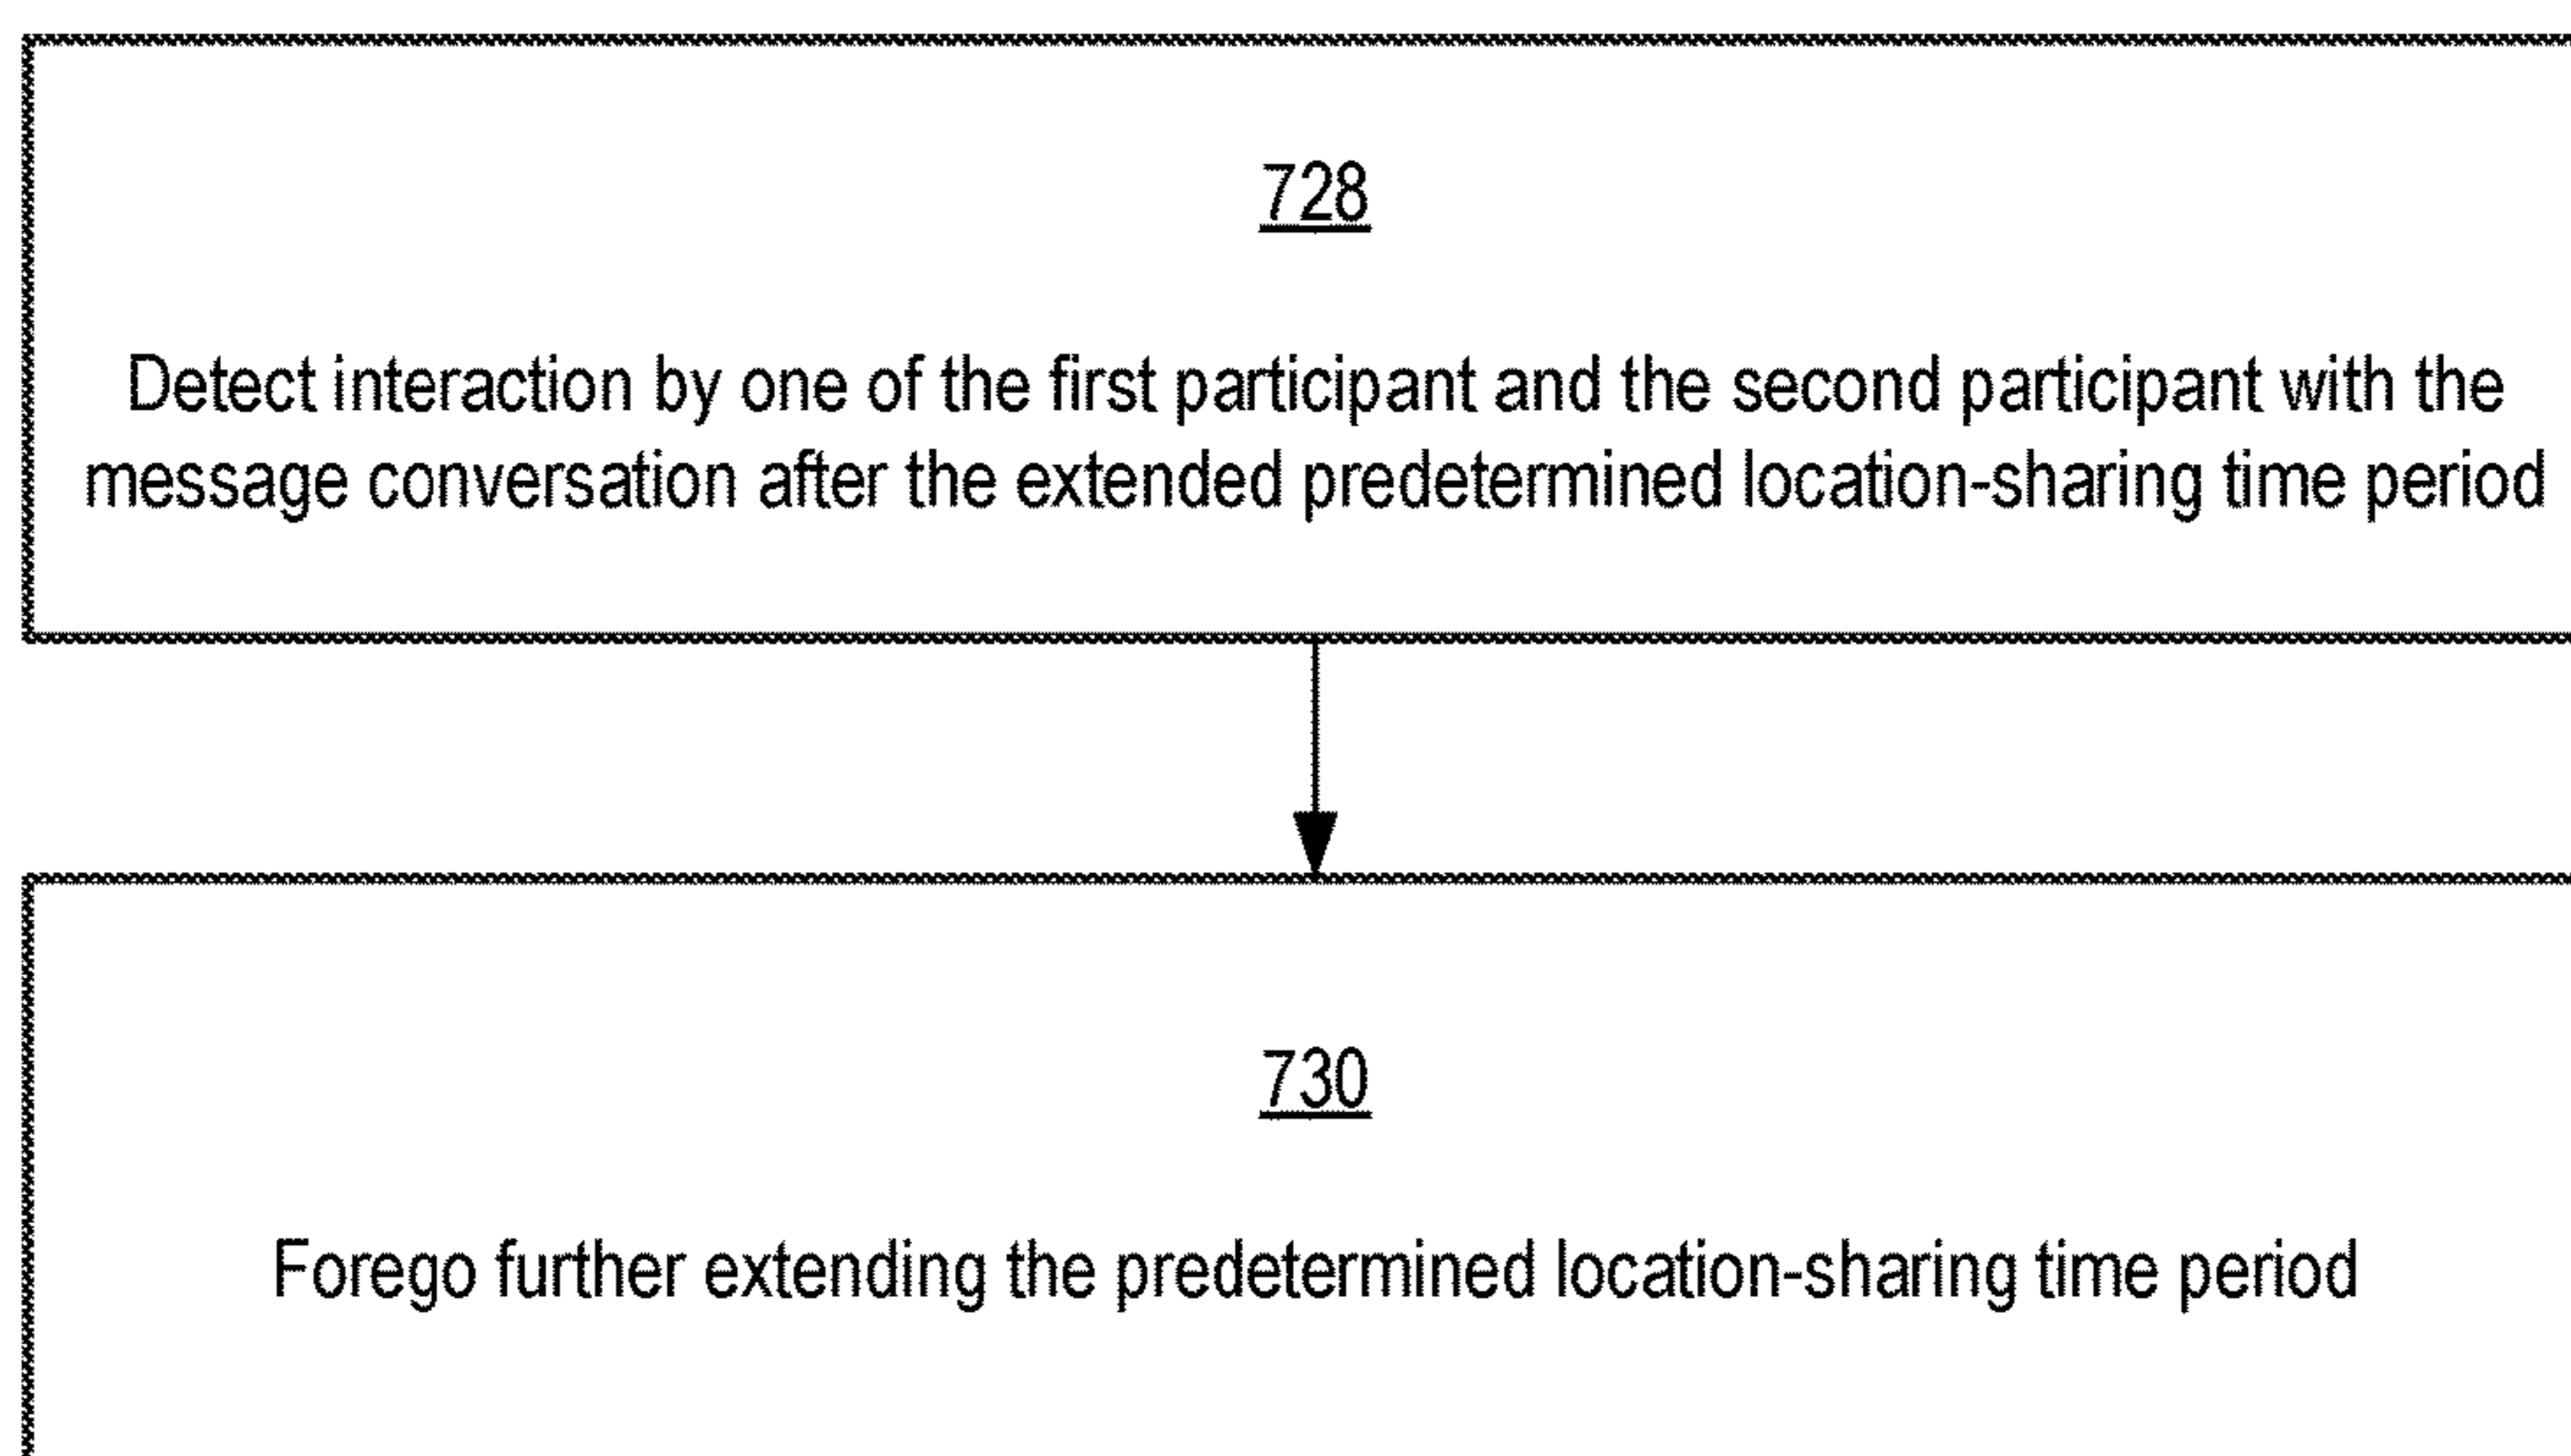 728
Detect interaction by one of the first participant and the second participant with the
message conversation after the extended predetermined location-sharing time period
730
Forego further extending the predetermined location-sharing time period